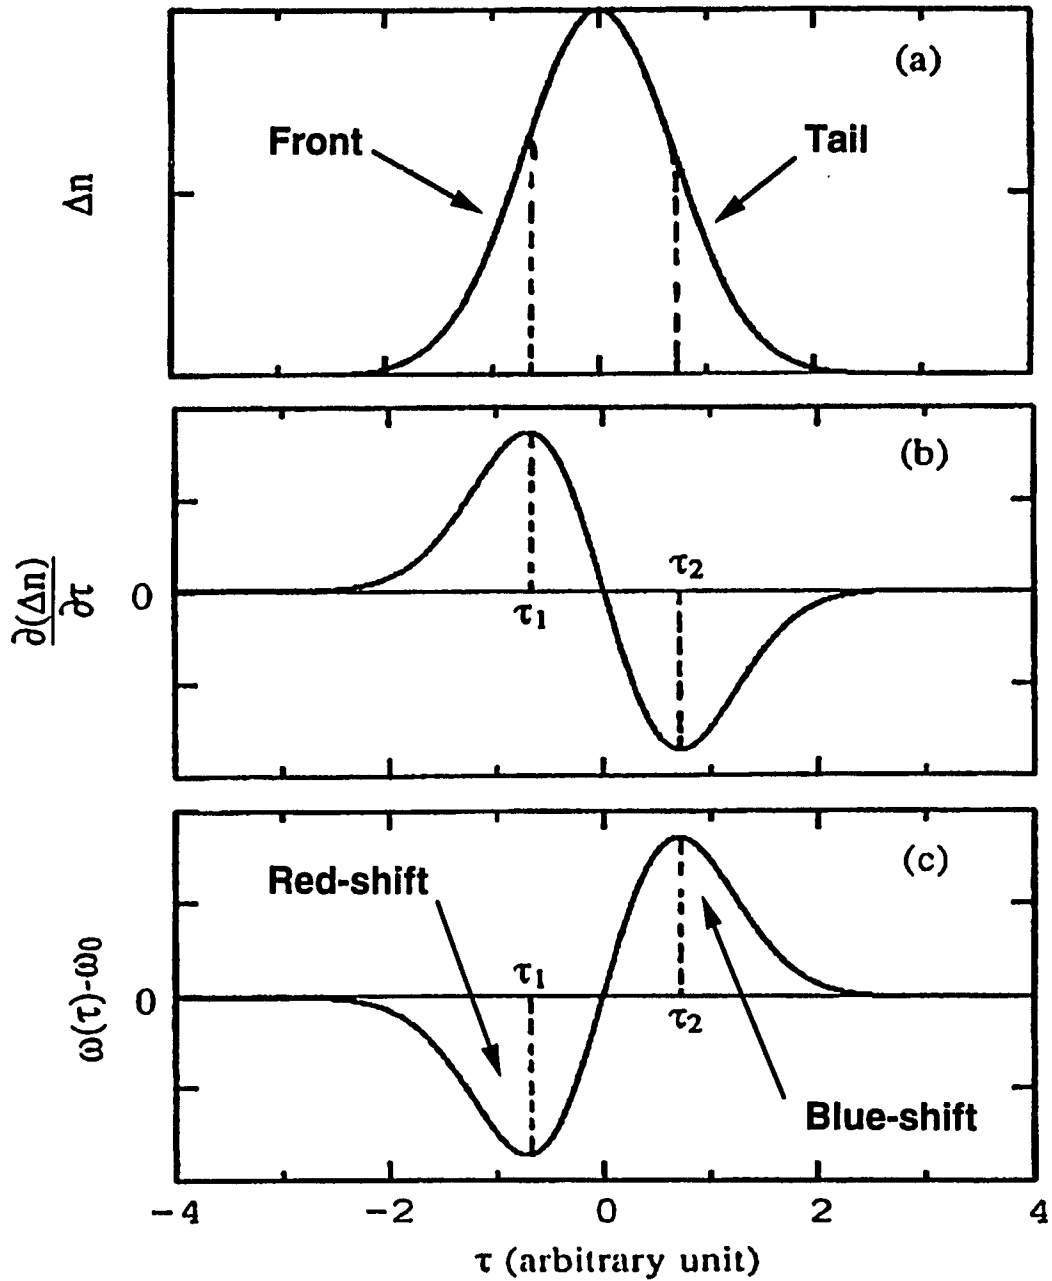 (a)
Front
Tail
Δn
(b)
∂(Δn)
∂τ
0
τ1
τ2
(c)
Red-shift
ω(τ)-ω0
0
τ1
τ2
Blue-shift
-4 -2 0 2 4
τ (arbitrary unit)